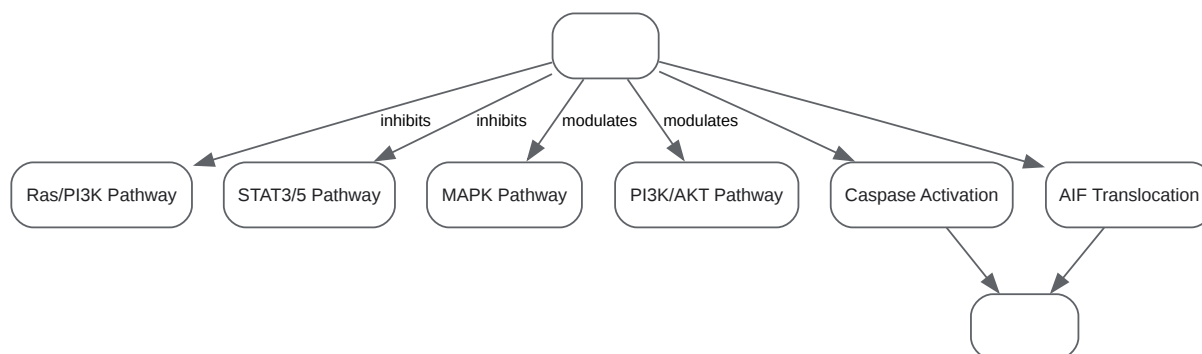 inhibits
inhibits
modulates
modulates
Ras/PI3K Pathway
STAT3/5 Pathway
MAPK Pathway
PI3K/AKT Pathway
Caspase Activation
AIF Translocation